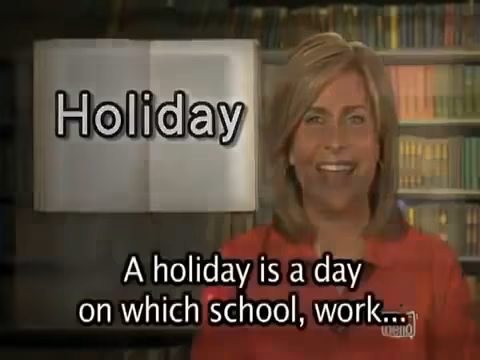 Holiday
A holiday is a day
on which school, work...